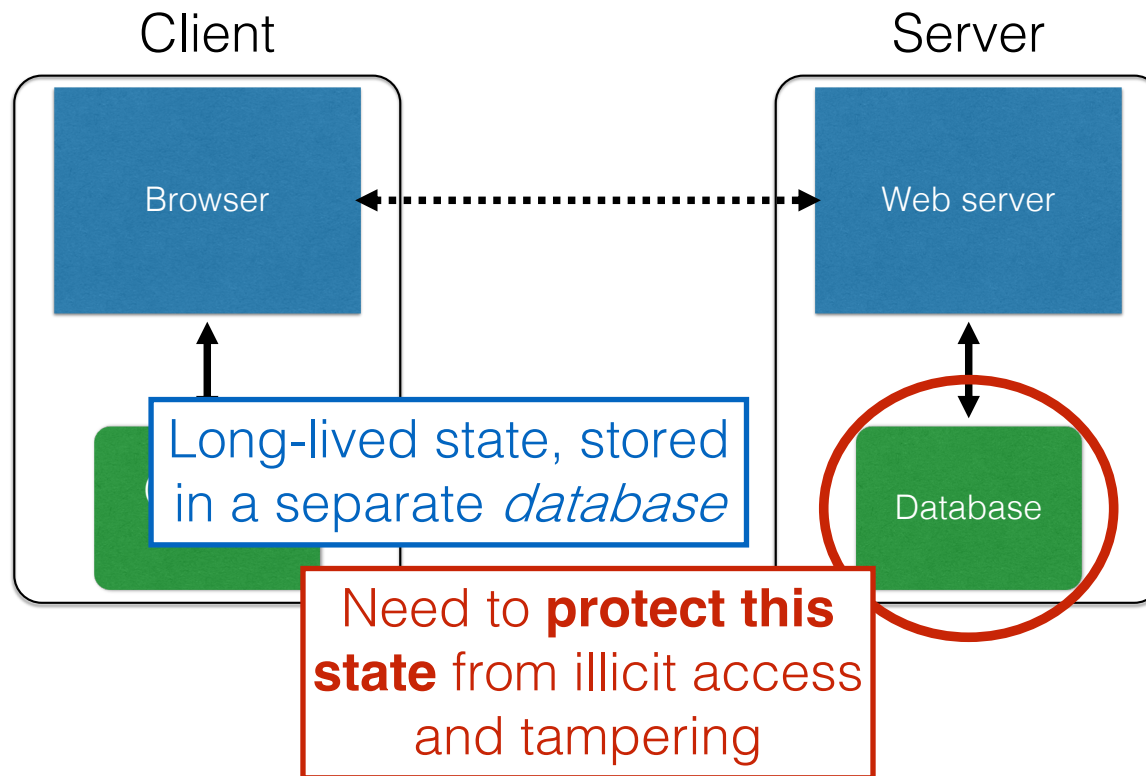 Client
Server
Browser
Web server
Long-lived state, stored
in a separate database
Database
Need to protect this
state from illicit access
and tampering